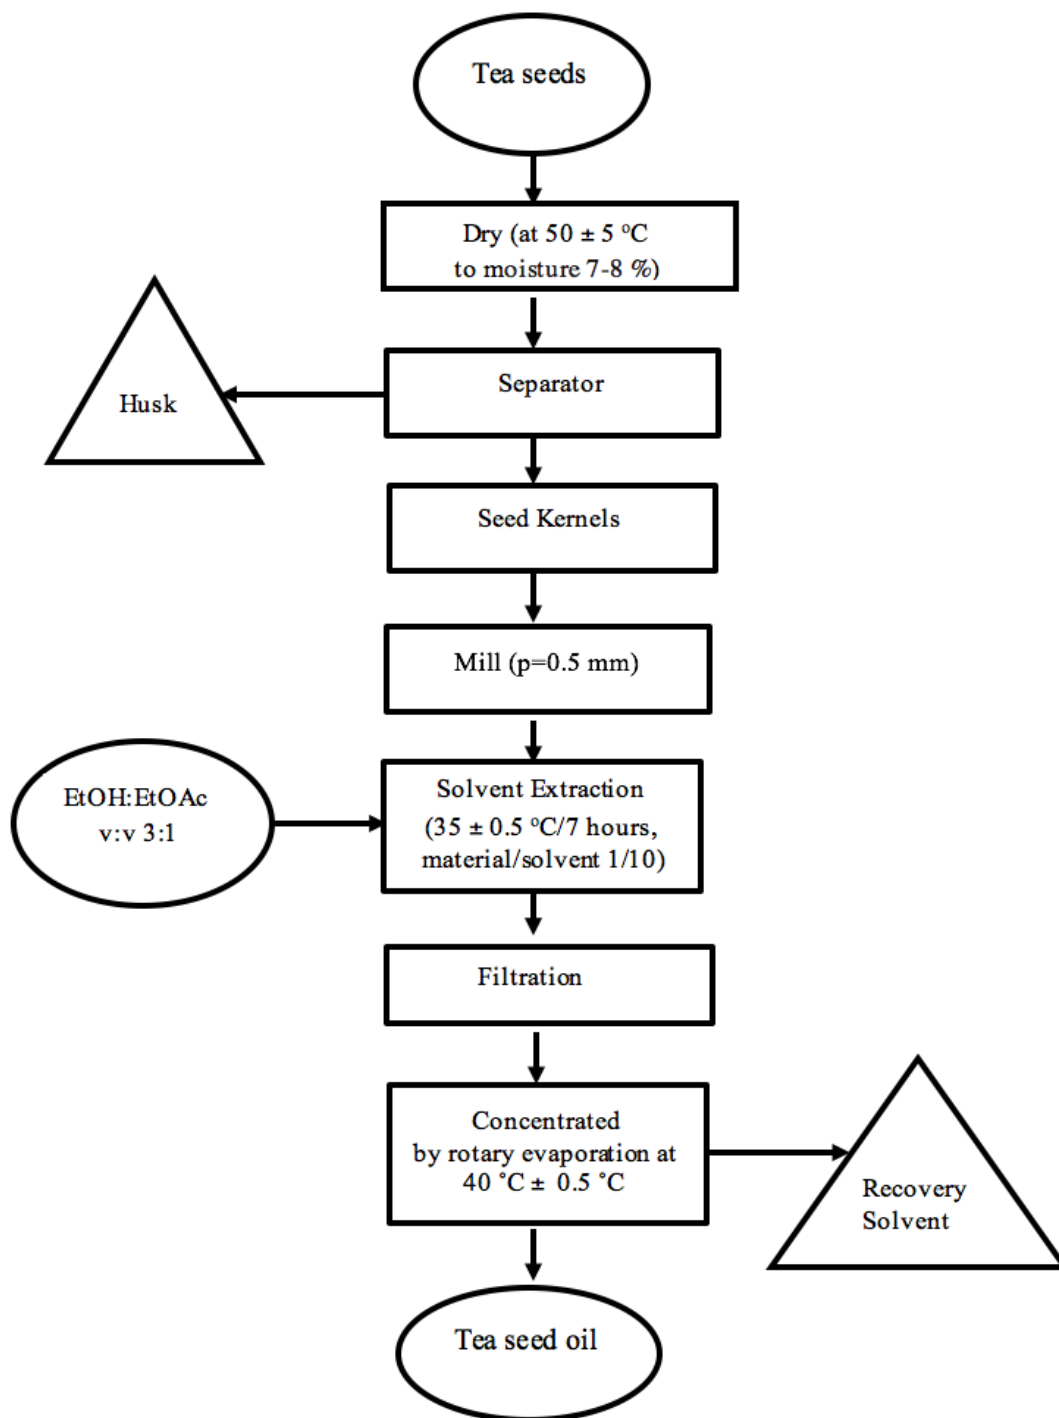 Tea seeds
Dry (at 50 ± 5 °C
to moisture 7-8 %)
Separator
Husk
Seed Kernels
Mill (p=0.5 mm)
EtOH:EtOAc
v:v 3:1
Solvent Extraction
(35 ± 0.5 °C/7 hours,
material/solvent 1/10)
Filtration
Concentrated
by rotary evaporation at
40 ˚C ± 0.5 ˚C
Recovery
Solvent
Tea seed oil